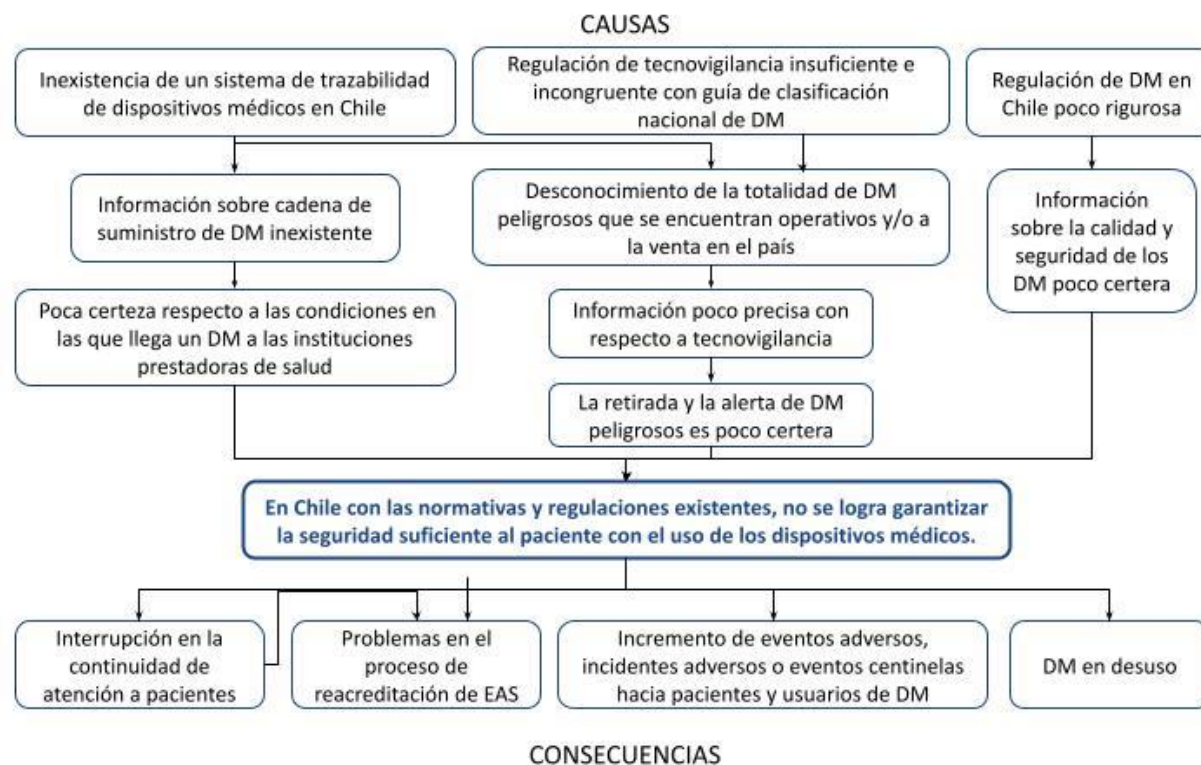 CAUSAS
Inexistencia de un sistema de trazabilidad
de dispositivos médicos en Chile
Regulación de tecnovigilancia insuficiente e
incongruente con guía de clasificación
nacional de DM
Regulación de DM en
Chile poco rigurosa
Información sobre cadena de
suministro de DM inexistente
Desconocimiento de la totalidad de DM
peligrosos que se encuentran operativos y/o a
la venta en el país
Información
sobre la calidad y
seguridad de los
DM poco certera
Poca certeza respecto a las condiciones en
las que llega un DM a las instituciones
prestadoras de salud
Información poco precisa con
respecto a tecnovigilancia
La retirada y la alerta de DM
peligrosos es poco certera
En Chile con las normativas y regulaciones existentes, no se logra garantizar
la seguridad suficiente al paciente con el uso de los dispositivos médicos.
Interrupción en la
continuidad de
atención a pacientes
Problemas en el
proceso de
reacreditación de EAS
Incremento de eventos adversos,
incidentes adversos o eventos centinelas
hacia pacientes y usuarios de DM
DM en desuso
CONSECUENCIAS